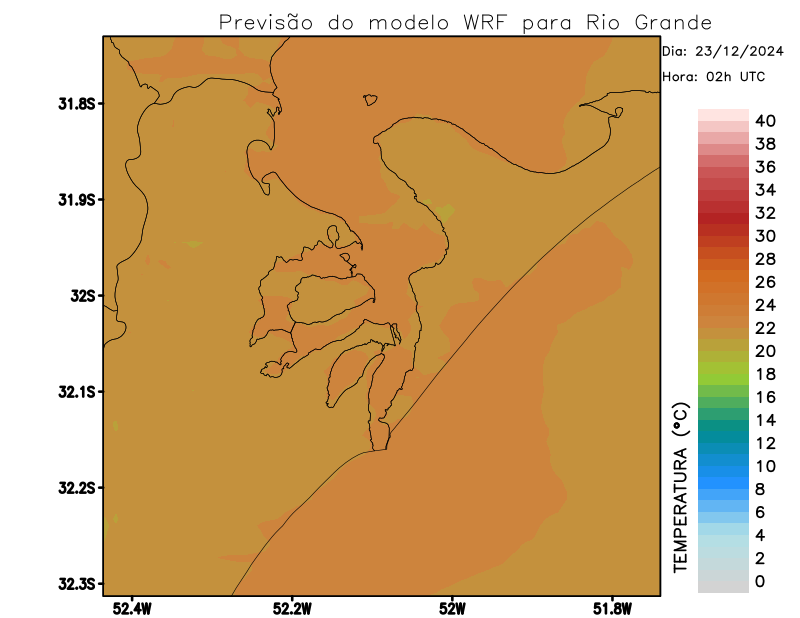 Previsão do modelo WRF para Rio Grande
Dia: 23/12/2024
Hora: 02h UTC
31.8S
31.9S
32S
32.1S
32.2S
32.3S
52.4W
52.2W
52W
51.8W
TEMPERATURA (°C)
40
38
36
34
32
30
28
26
24
22
20
18
16
14
12
10
8
6
4
2
0